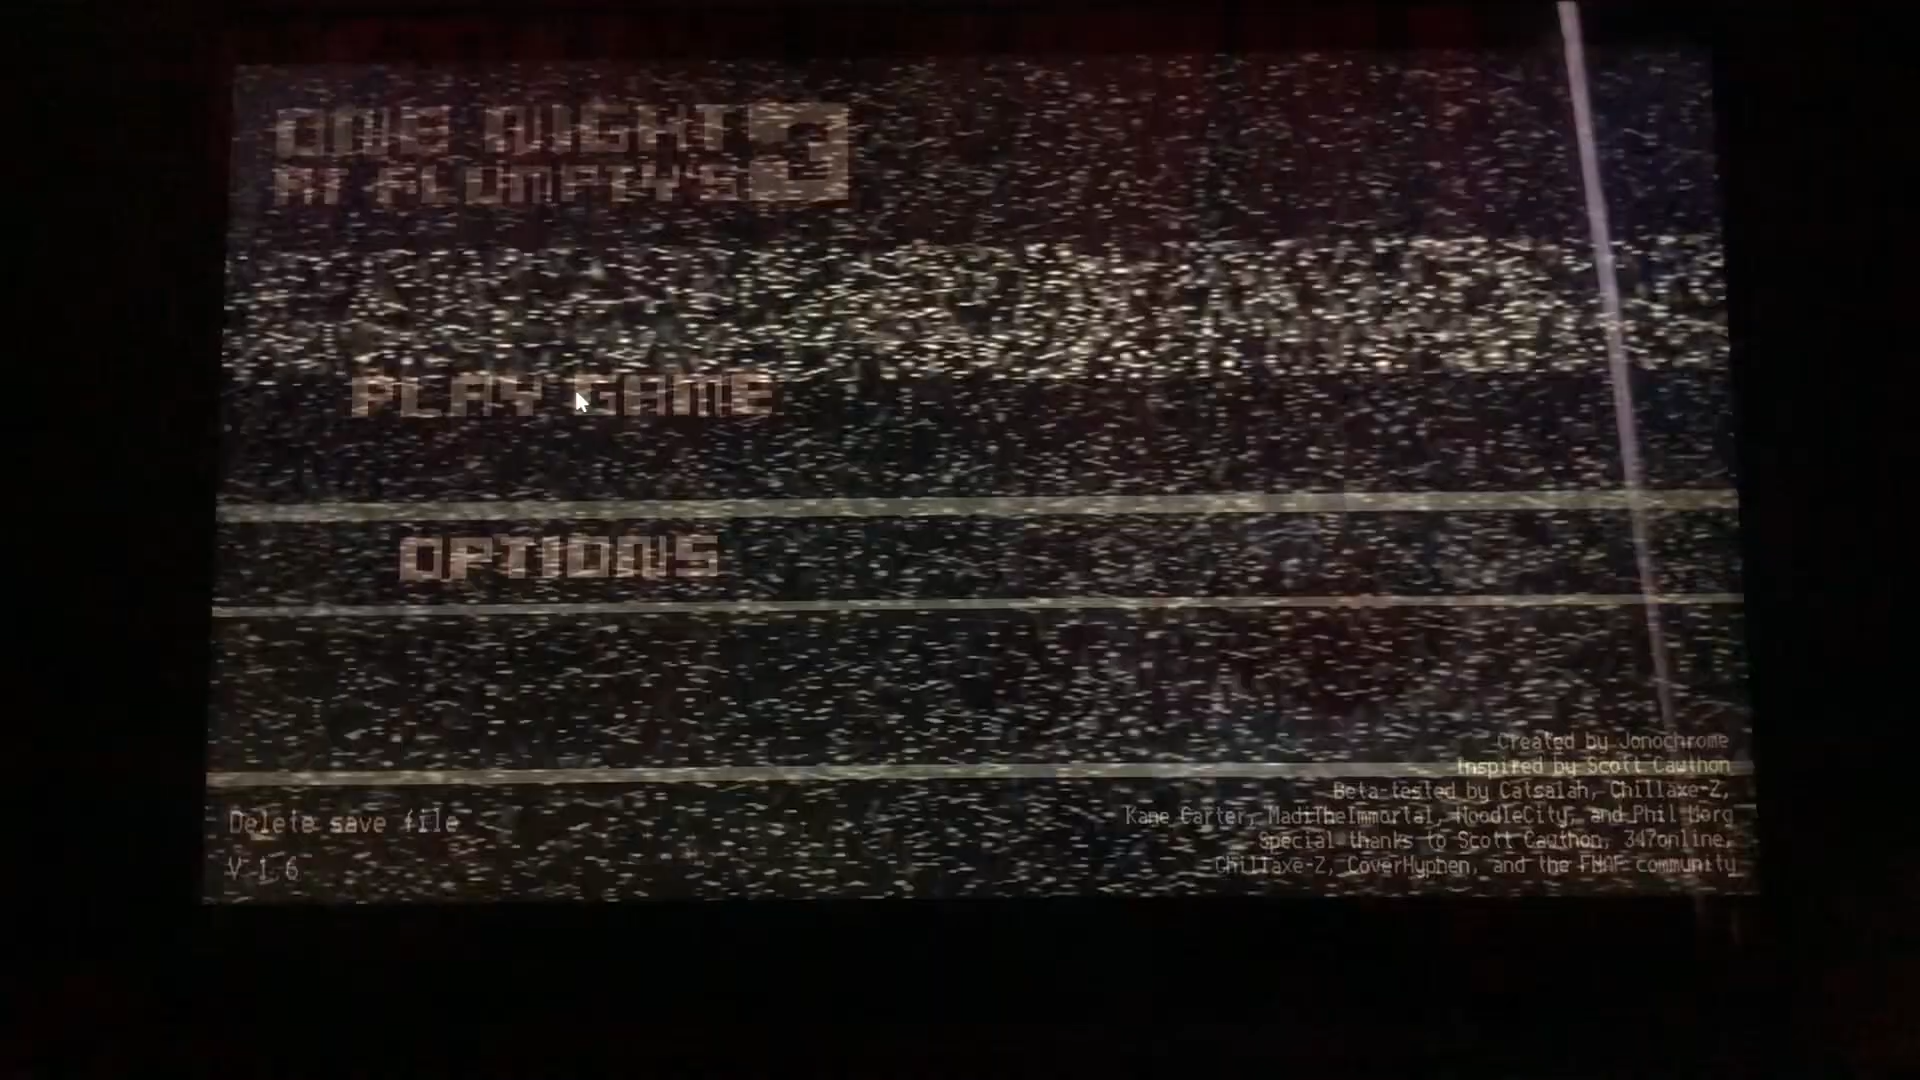 ONE NIGHT
AT FLUMPTY'S 3
PLAY GAME
OPTIONS
Created by Jonochrome
Inspired by Scott Cawthon
Beta-tested by Catsalah, Chillaxe-Z,
Kane Carter, MadiTheImmortal, NoodleCity, and Phil Morg
Special thanks to Scott Cawthon, 347online,
Chillaxe-Z, CoverHyphen, and the FNAF community
Delete save file
V 1.6